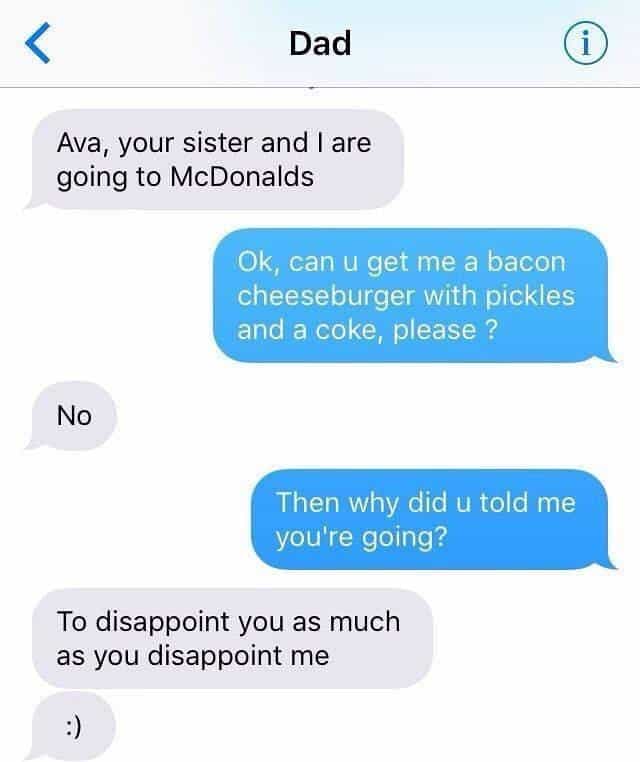 Dad
Ava, your sister and I are
going to McDonalds
Ok, can u get me a bacon
cheeseburger with pickles
and a coke, please ?
No
Then why did u told me
you're going?
To disappoint you as much
as you disappoint me
:)